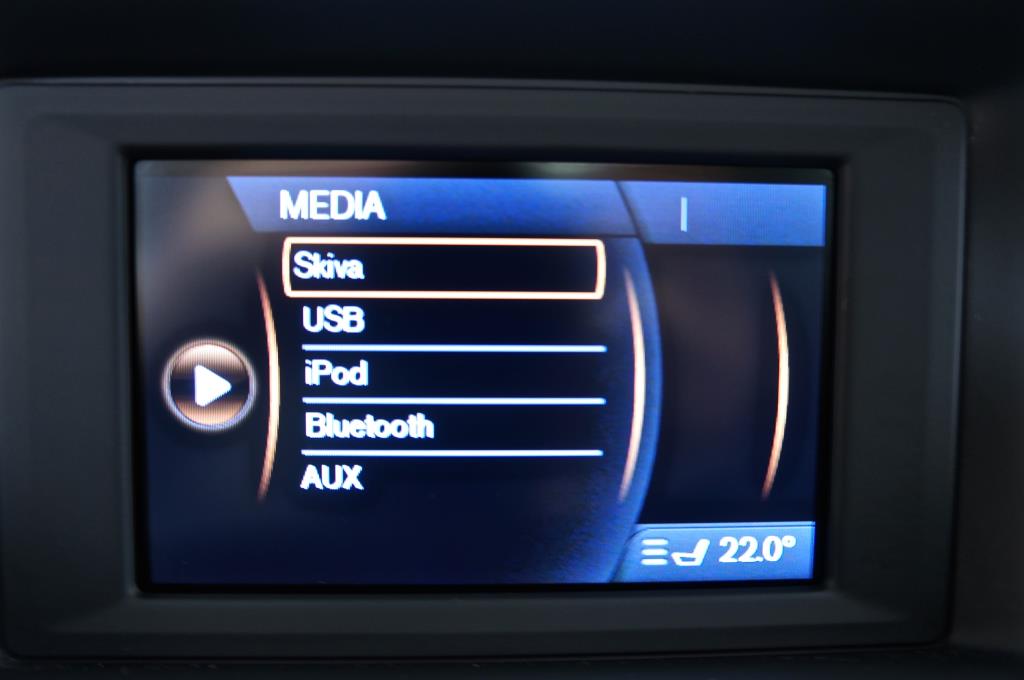 MEDIA
Skiva
USB
iPod
Bluetooth
AUX
22.0°